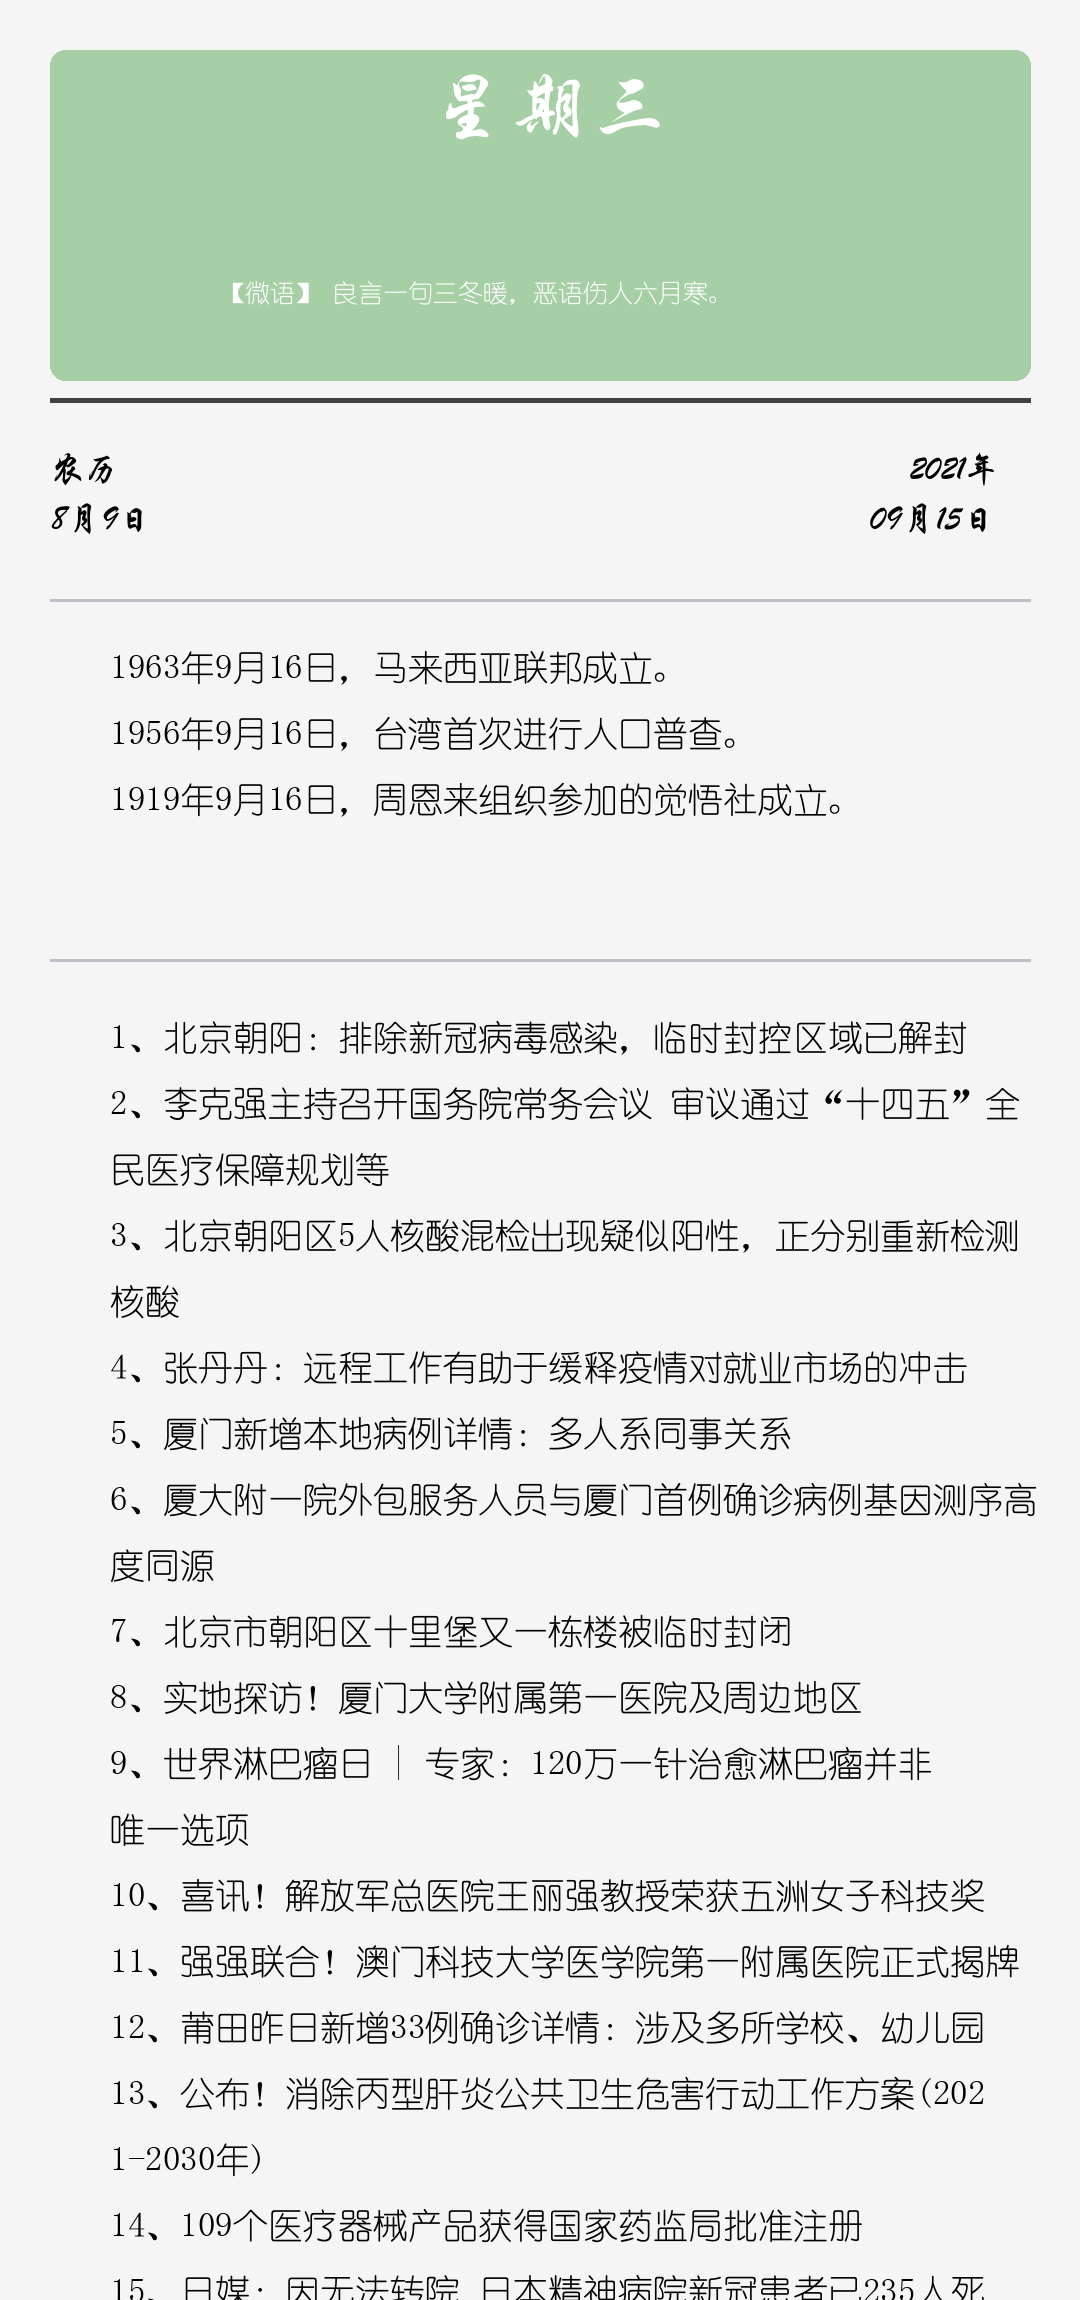 星期三
【微语】 良言一句三冬暖，恶语伤人六月寒。
农历
8月9日
2021年
09月15日
1963年9月16日，马来西亚联邦成立。
1956年9月16日，台湾首次进行人口普查。
1919年9月16日，周恩来组织参加的觉悟社成立。
1、北京朝阳：排除新冠病毒感染，临时封控区域已解封
2、李克强主持召开国务院常务会议 审议通过“十四五”全
民医疗保障规划等
3、北京朝阳区5人核酸混检出现疑似阳性，正分别重新检测
核酸
4、张丹丹：远程工作有助于缓释疫情对就业市场的冲击
5、厦门新增本地病例详情：多人系同事关系
6、厦大附一院外包服务人员与厦门首例确诊病例基因测序高
度同源
7、北京市朝阳区十里堡又一栋楼被临时封闭
8、实地探访！厦门大学附属第一医院及周边地区
9、世界淋巴瘤日 ｜ 专家：120万一针治愈淋巴瘤并非
唯一选项
10、喜讯！解放军总医院王丽强教授荣获五洲女子科技奖
11、强强联合！澳门科技大学医学院第一附属医院正式揭牌
12、莆田昨日新增33例确诊详情：涉及多所学校、幼儿园
13、公布！消除丙型肝炎公共卫生危害行动工作方案(202
1-2030年)
14、109个医疗器械产品获得国家药监局批准注册
15、日媒：因无法转院 日本精神病院新冠患者已235人死